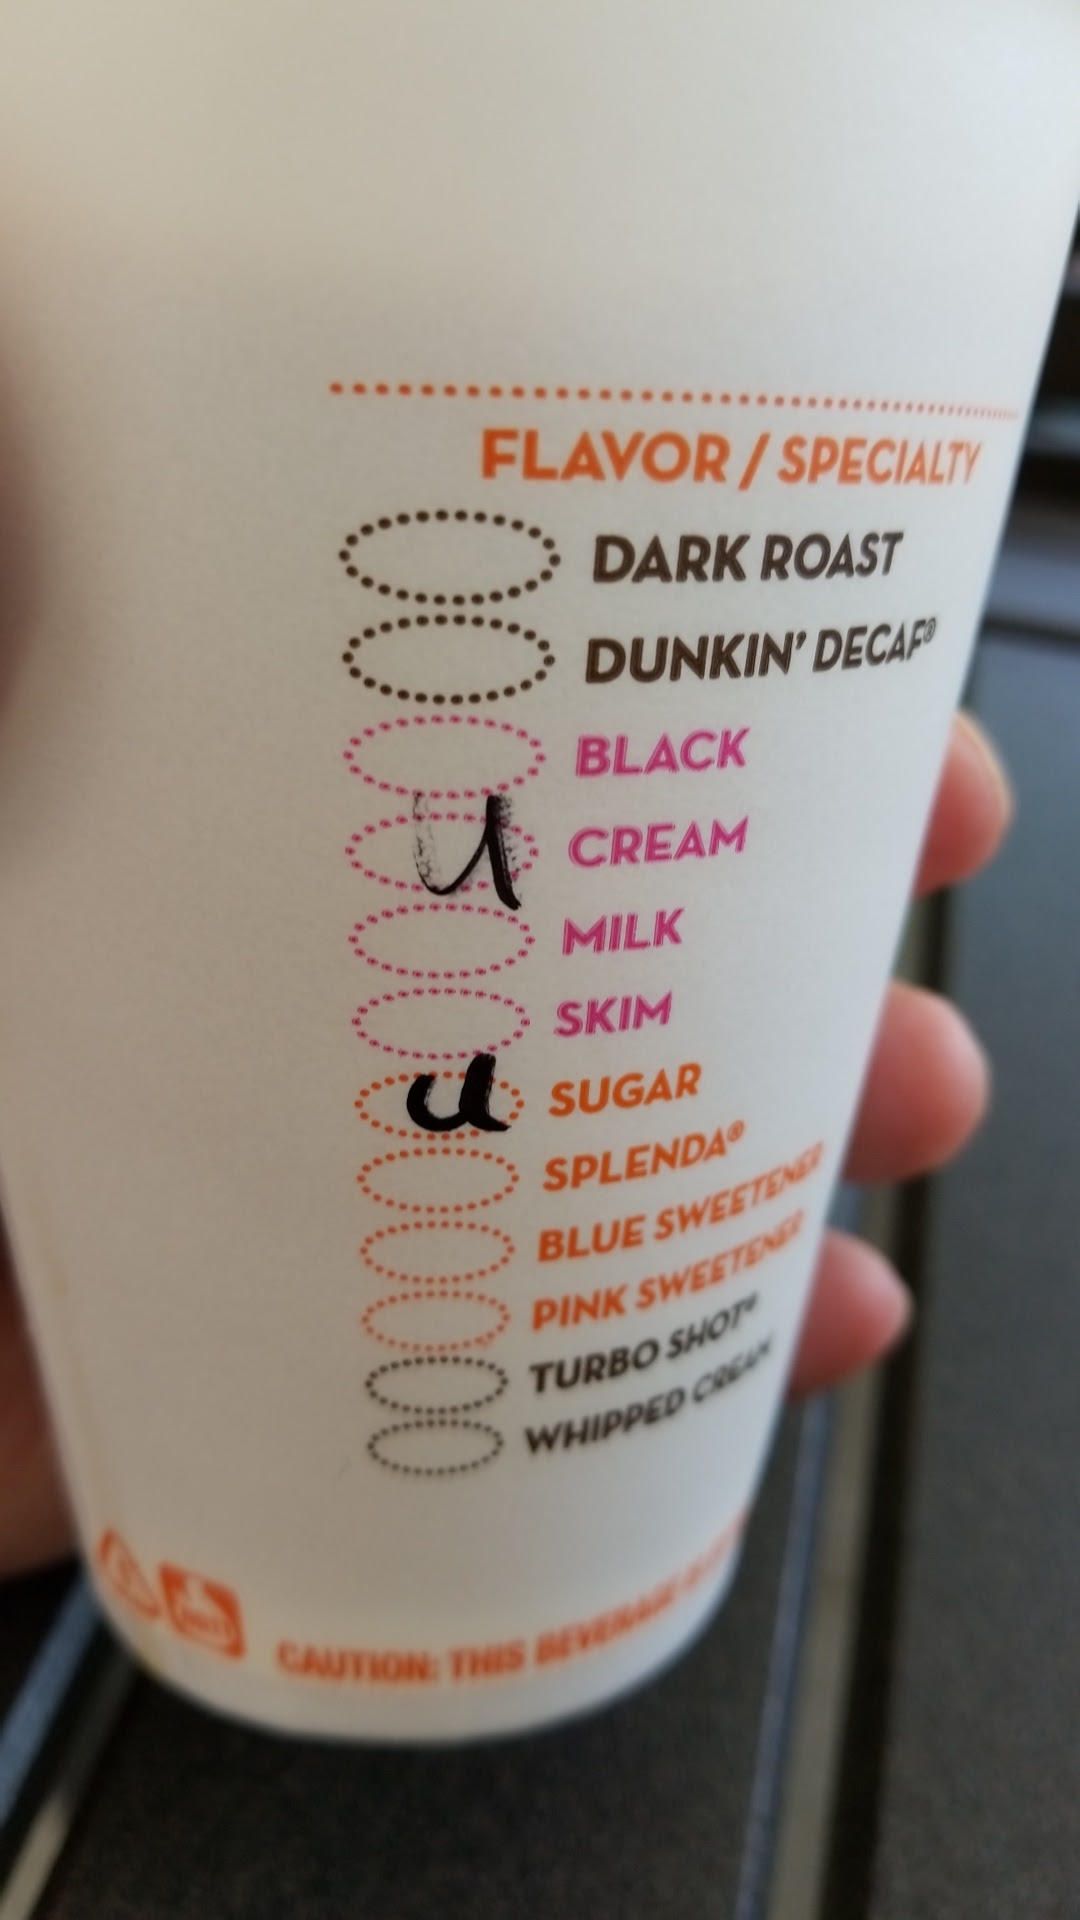 FLAVOR / SPECIALTY
DARK ROAST
DUNKIN' DECAF®
BLACK
u CREAM
MILK
SKIM
u SUGAR
SPLENDA®
BLUE SWEETENER
PINK SWEETENER
TURBO SHOT®
WHIPPED CREAM
CAUTION: THIS BEVERAGE